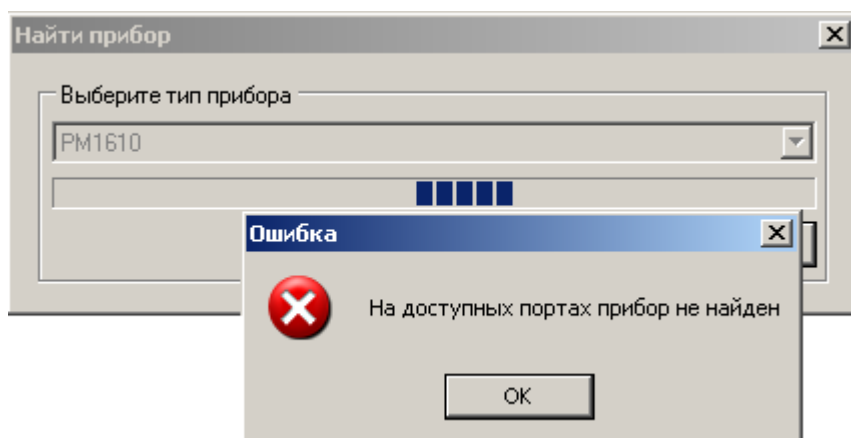 Найти прибор
Выберите тип прибора
PM1610
Ошибка
На доступных портах прибор не найден
OK